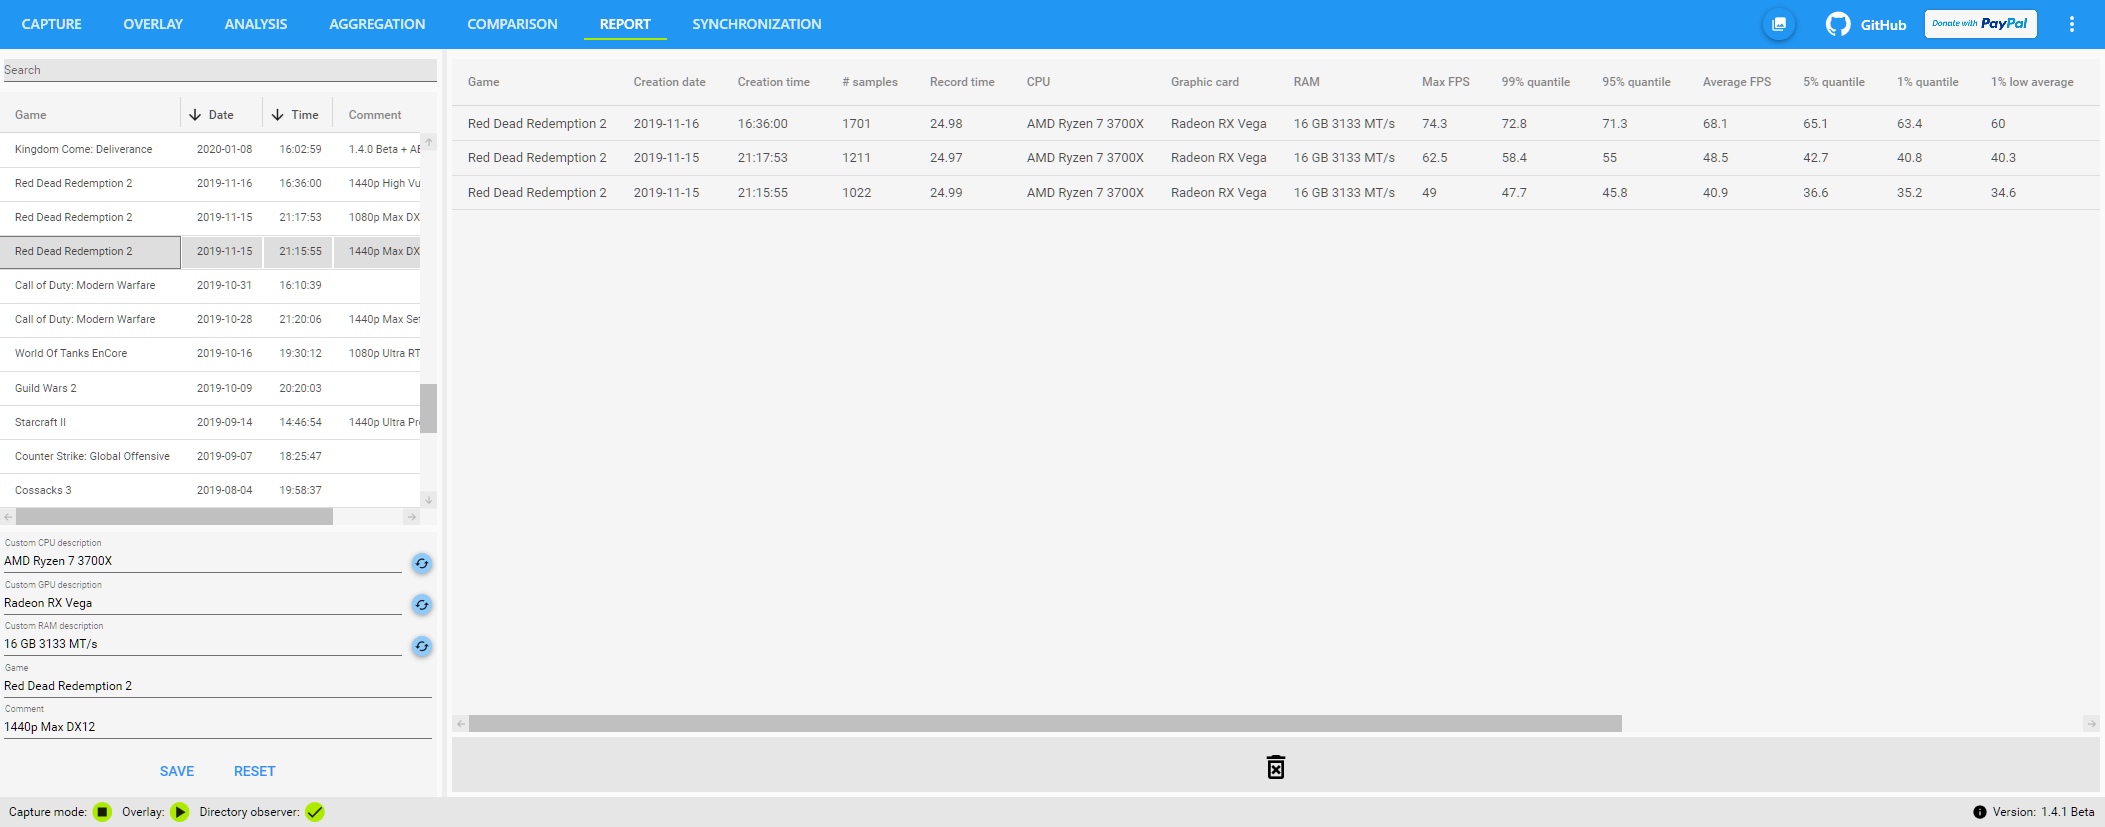 CAPTURE OVERLAY ANALYSIS AGGREGATION COMPARISON REPORT SYNCHRONIZATION GitHub Donate with PayPal
Search
Game Date Time Comment
Kingdom Come: Deliverance 2020-01-08 16:02:59 1.4.0 Beta + AE
Red Dead Redemption 2 2019-11-16 16:36:00 1440p High Vu
Red Dead Redemption 2 2019-11-15 21:17:53 1080p Max DX
Red Dead Redemption 2 2019-11-15 21:15:55 1440p Max DX
Call of Duty: Modern Warfare 2019-10-31 16:10:39
Call of Duty: Modern Warfare 2019-10-28 21:20:06 1440p Max Set
World Of Tanks EnCore 2019-10-16 19:30:12 1080p Ultra RT
Guild Wars 2 2019-10-09 20:20:03
Starcraft II 2019-09-14 14:46:54 1440p Ultra Pr
Counter Strike: Global Offensive 2019-09-07 18:25:47
Cossacks 3 2019-08-04 19:58:37
Custom CPU description
AMD Ryzen 7 3700X
Custom GPU description
Radeon RX Vega
Custom RAM description
16 GB 3133 MT/s
Game
Red Dead Redemption 2
Comment
1440p Max DX12
SAVE RESET
Game Creation date Creation time # samples Record time CPU Graphic card RAM Max FPS 99% quantile 95% quantile Average FPS 5% quantile 1% quantile 1% low average
Red Dead Redemption 2 2019-11-16 16:36:00 1701 24.98 AMD Ryzen 7 3700X Radeon RX Vega 16 GB 3133 MT/s 74.3 72.8 71.3 68.1 65.1 63.4 60
Red Dead Redemption 2 2019-11-15 21:17:53 1211 24.97 AMD Ryzen 7 3700X Radeon RX Vega 16 GB 3133 MT/s 62.5 58.4 55 48.5 42.7 40.8 40.3
Red Dead Redemption 2 2019-11-15 21:15:55 1022 24.99 AMD Ryzen 7 3700X Radeon RX Vega 16 GB 3133 MT/s 49 47.7 45.8 40.9 36.6 35.2 34.6
Capture mode: Overlay: Directory observer: Version: 1.4.1 Beta